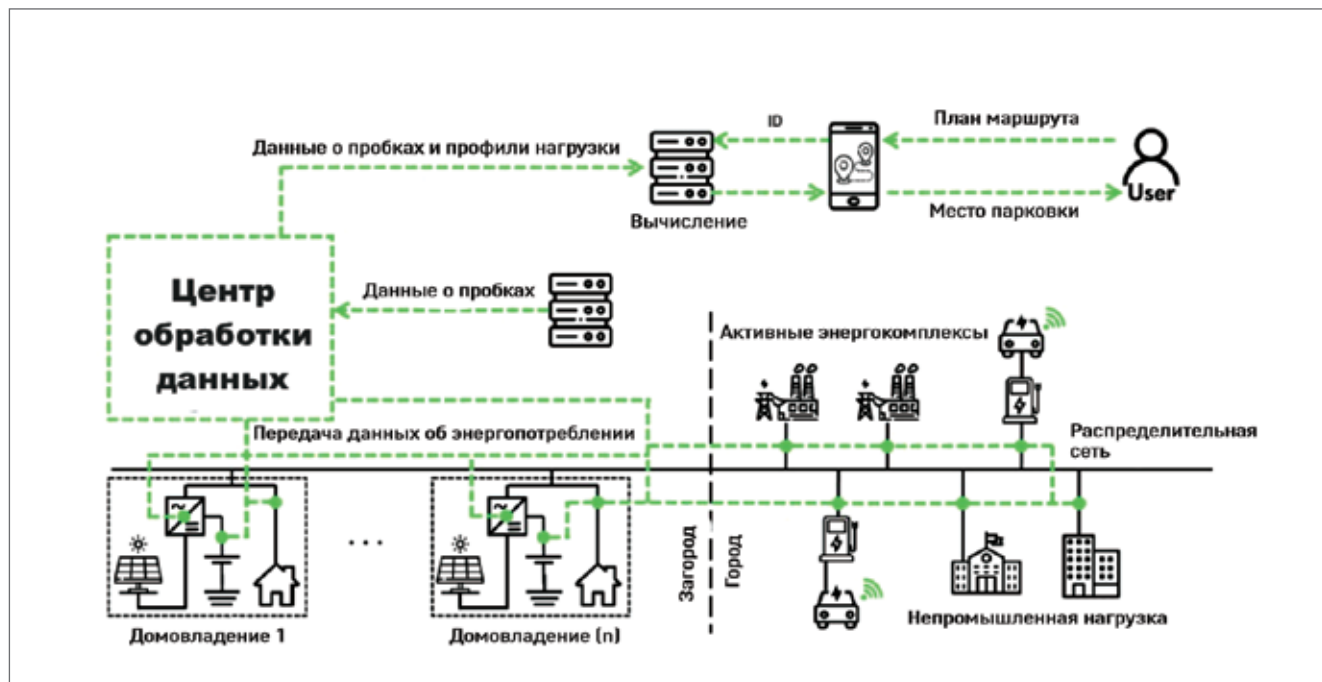 ID
План маршрута
Данные о пробках и профили нагрузки
User
Вычисление
Место парковки
Центр
обработки
данных
Данные о пробках
Активные энергокомплексы
Передача данных об энергопотреблении
Распределительная
сеть
...
Загород
Город
Непромышленная нагрузка
Домовладение 1
Домовладение (n)